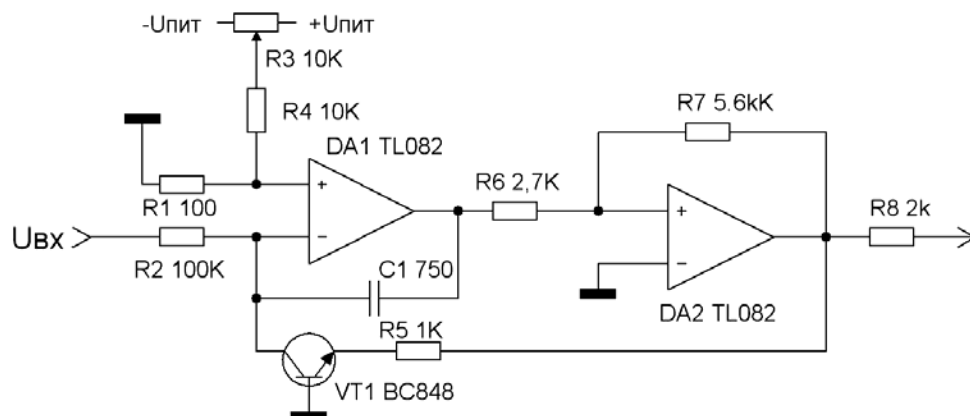 -Uпит +Uпит
R3 10K
R4 10K
R7 5.6kK
DA1 TL082
+
R6 2,7K
R1 100
+
R8 2k
Uвх
−
R2 100K
C1 750
−
DA2 TL082
R5 1K
VT1 BC848